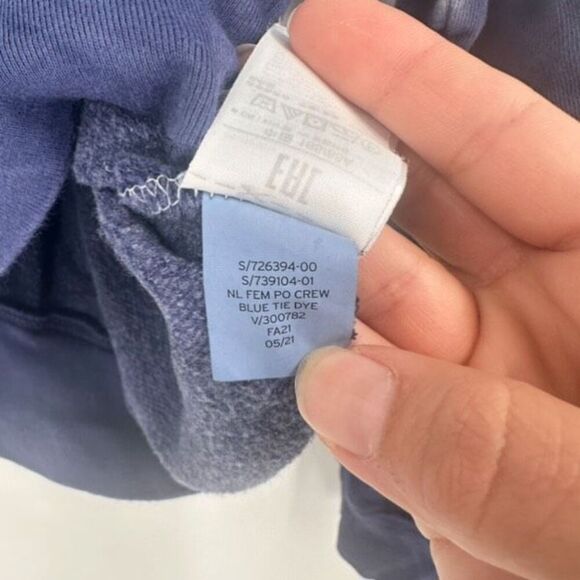 EAC
S/726394-00
S/739104-01
NL FEM PO CREW
BLUE TIE DYE
V/300782
FA21
05/21